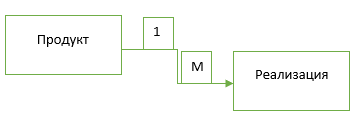 Продукт
1
М
Реализация